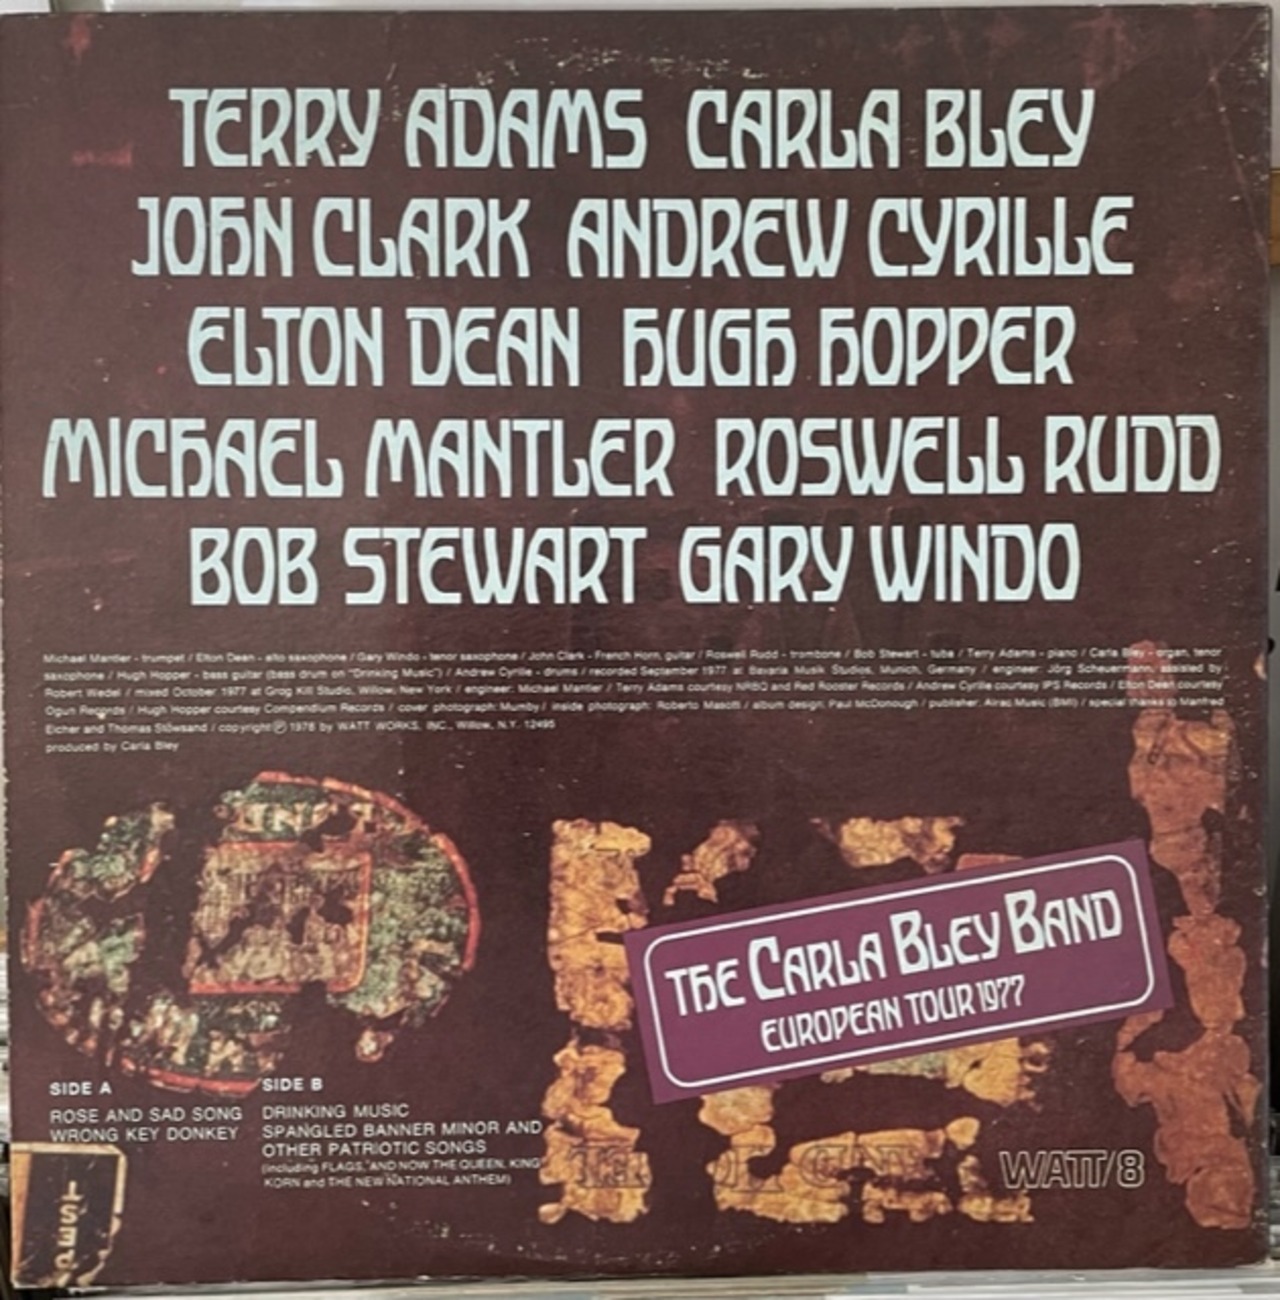 TERRY ADAMS CARLA BLEY
JOHN CLARK ANDREW CYRILLE
ELTON DEAN HUGH HOPPER
MICHAEL MANTLER ROSWELL RUDD
BOB STEWART GARY WINDO
Michael Mantler - trumpet / Elton Dean - alto saxophone / Gary Windo - tenor saxophone / John Clark - French Horn, guitar / Roswell Rudd - trombone / Bob Stewart - tuba / Terry Adams - piano / Carla Bley - organ, tenor
saxophone / Hugh Hopper - bass guitar (bass drum on "Drinking Music") / Andrew Cyrille - drums / recorded September 1977 at Bavaria Musik Studios, Munich, Germany / engineer: Jörg Scheuermann, assisted by
Robert Wedel / mixed October 1977 at Grog Kill Studio, Willow, New York / engineer: Michael Mantler / Terry Adams courtesy NRBQ and Red Rooster Records / Andrew Cyrille courtesy IPS Records / Elton Dean courtesy
Ogun Records / Hugh Hopper courtesy Compendium Records / cover photograph: Mumby / inside photograph: Roberto Masotti / album design: Paul McDonough / publisher: Alrac Music (BMI) / special thanks to Manfred
Eicher and Thomas Stöwsand / copyright ℗ 1978 by WATT WORKS, INC., Willow, N.Y. 12495
produced by Carla Bley
THE CARLA BLEY BAND
EUROPEAN TOUR 1977
SIDE A
ROSE AND SAD SONG
WRONG KEY DONKEY
SIDE B
DRINKING MUSIC
SPANGLED BANNER MINOR AND
OTHER PATRIOTIC SONGS
(including FLAGS, AND NOW THE QUEEN, KING
KORN and THE NEW NATIONAL ANTHEM)
WATT/8